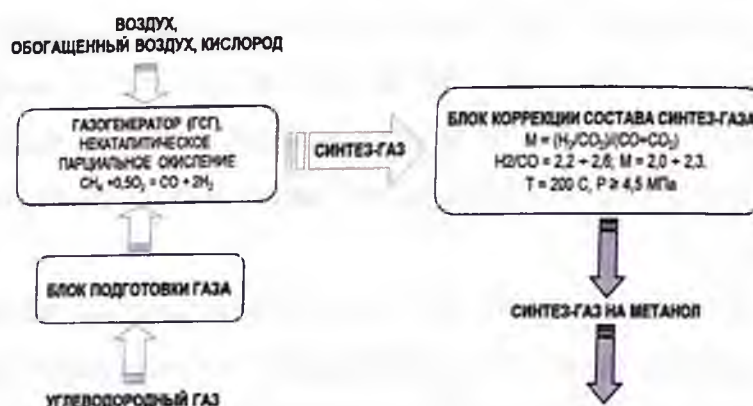 ВОЗДУХ,
ОБОГАЩЕННЫЙ ВОЗДУХ, КИСЛОРОД
ГАЗОГЕНЕРАТОР (ГСГ),
НЕКАТАЛИТИЧЕСКОЕ
ПАРЦИАЛЬНОЕ ОКИСЛЕНИЕ
CH₄ +0,5O₂ = CO + 2H₂
СИНТЕЗ-ГАЗ
БЛОК КОРРЕКЦИИ СОСТАВА СИНТЕЗ-ГАЗА
M = (H₂/CO₂)/(CO+CO₂)
H2/CO = 2,2 ÷ 2,6; M = 2,0 ÷ 2,3.
T = 200 C, P ≥ 4,5 МПа
БЛОК ПОДГОТОВКИ ГАЗА
СИНТЕЗ-ГАЗ НА МЕТАНОЛ
УГЛЕВОДОРОДНЫЙ ГАЗ